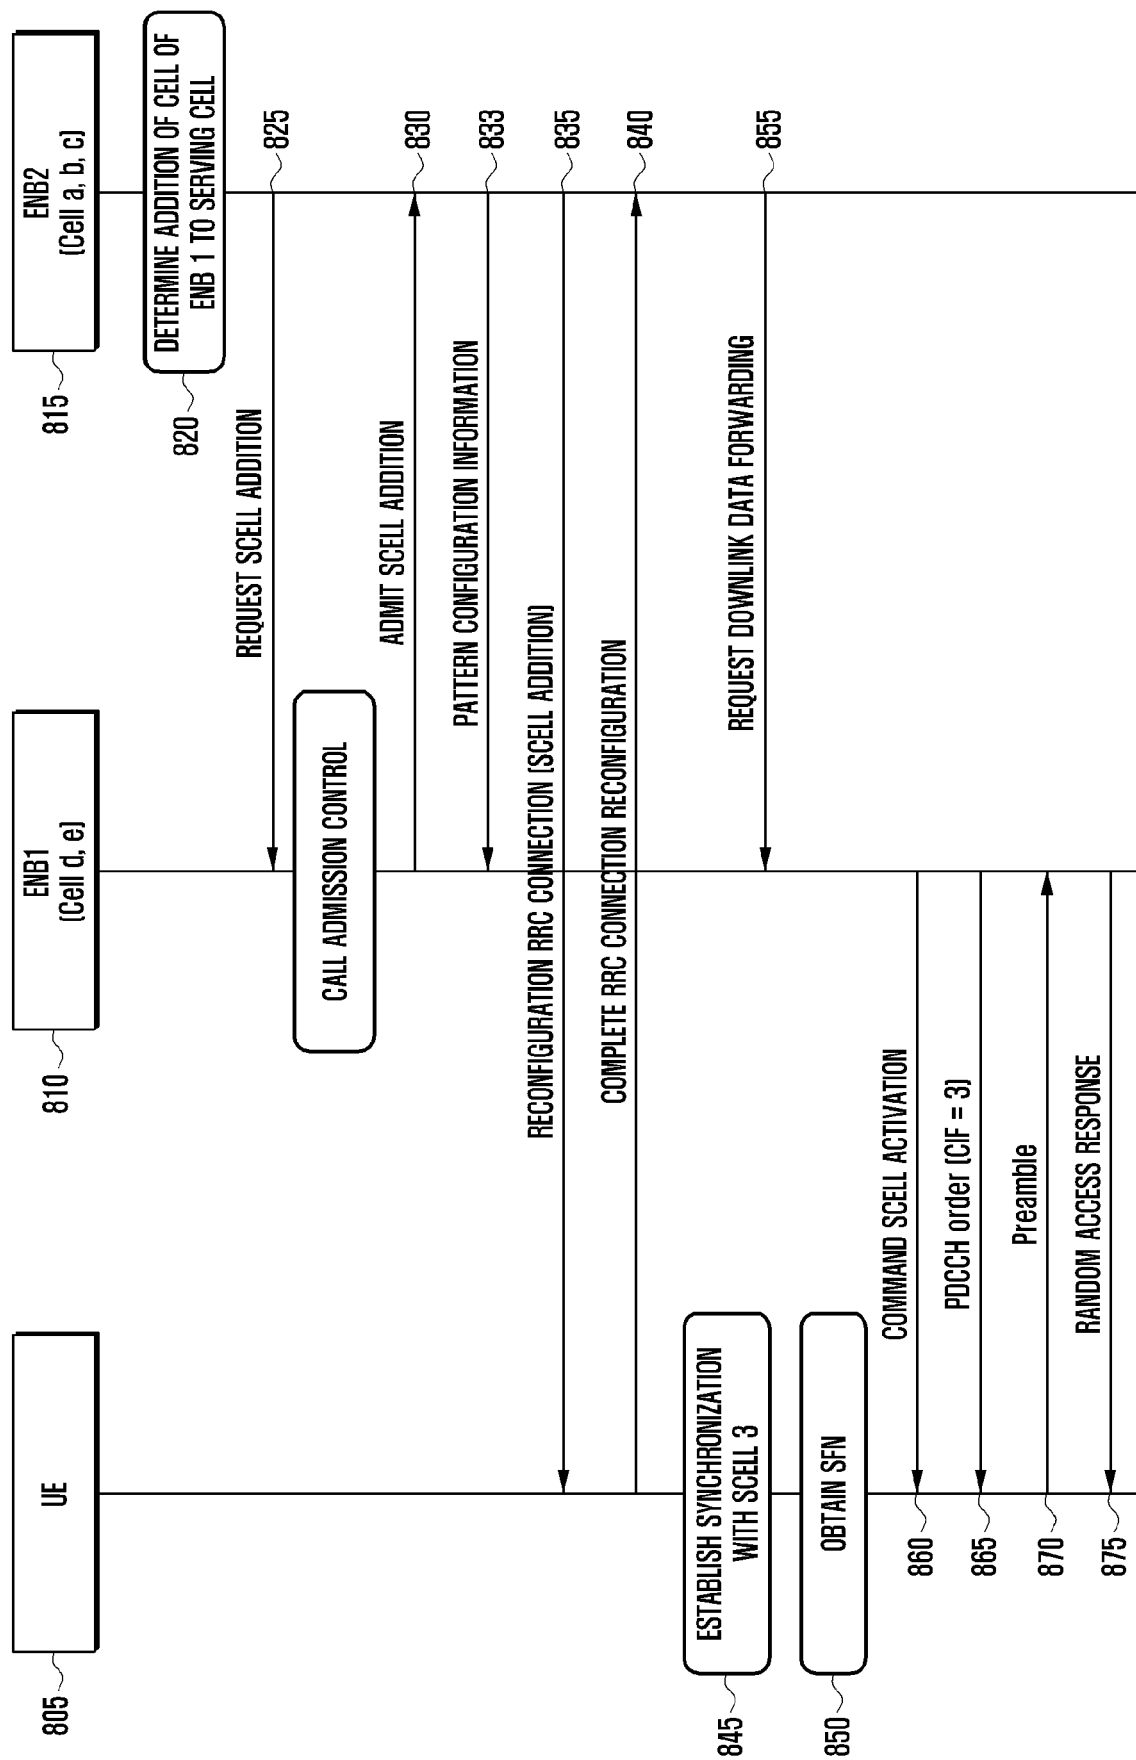 805
UE
810
ENB1
(Cell d, e)
815
ENB2
(Cell a, b, c)
820
DETERMINE ADDITION OF CELL OF
ENB 1 TO SERVING CELL
REQUEST SCELL ADDITION
825
CALL ADMISSION CONTROL
ADMIT SCELL ADDITION
830
PATTERN CONFIGURATION INFORMATION
833
RECONFIGURATION RRC CONNECTION (SCELL ADDITION)
835
COMPLETE RRC CONNECTION RECONFIGURATION
840
845
ESTABLISH SYNCHRONIZATION
WITH SCELL 3
REQUEST DOWNLINK DATA FORWARDING
855
850
OBTAIN SFN
860
COMMAND SCELL ACTIVATION
865
PDCCH order (CIF = 3)
870
Preamble
875
RANDOM ACCESS RESPONSE